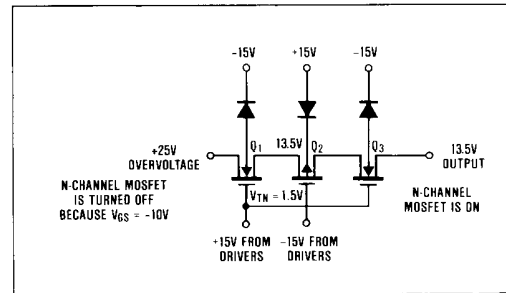 -15V
+15V
-15V
Q1
13.5V
Q2
Q3
+25V
OVERVOLTAGE
13.5V
OUTPUT
N-CHANNEL MOSFET
IS TURNED OFF
BECAUSE VGS = -10V
VTN = 1.5V
N-CHANNEL
MOSFET IS ON
+15V FROM
DRIVERS
-15V FROM
DRIVERS